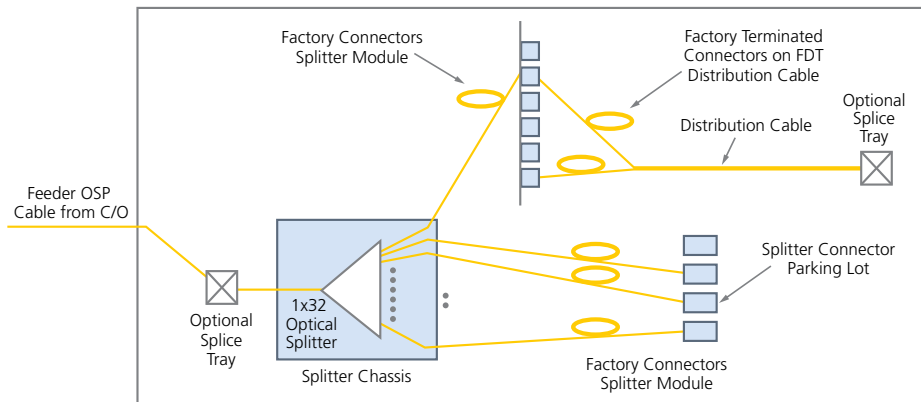 Factory Connectors
Splitter Module
Factory Terminated
Connectors on FDT
Distribution Cable
Optional
Splice
Tray
Distribution Cable
Feeder OSP
Cable from C/O
Splitter Connector
Parking Lot
1x32
Optical
Splitter
Optional
Splice
Tray
Splitter Chassis
Factory Connectors
Splitter Module